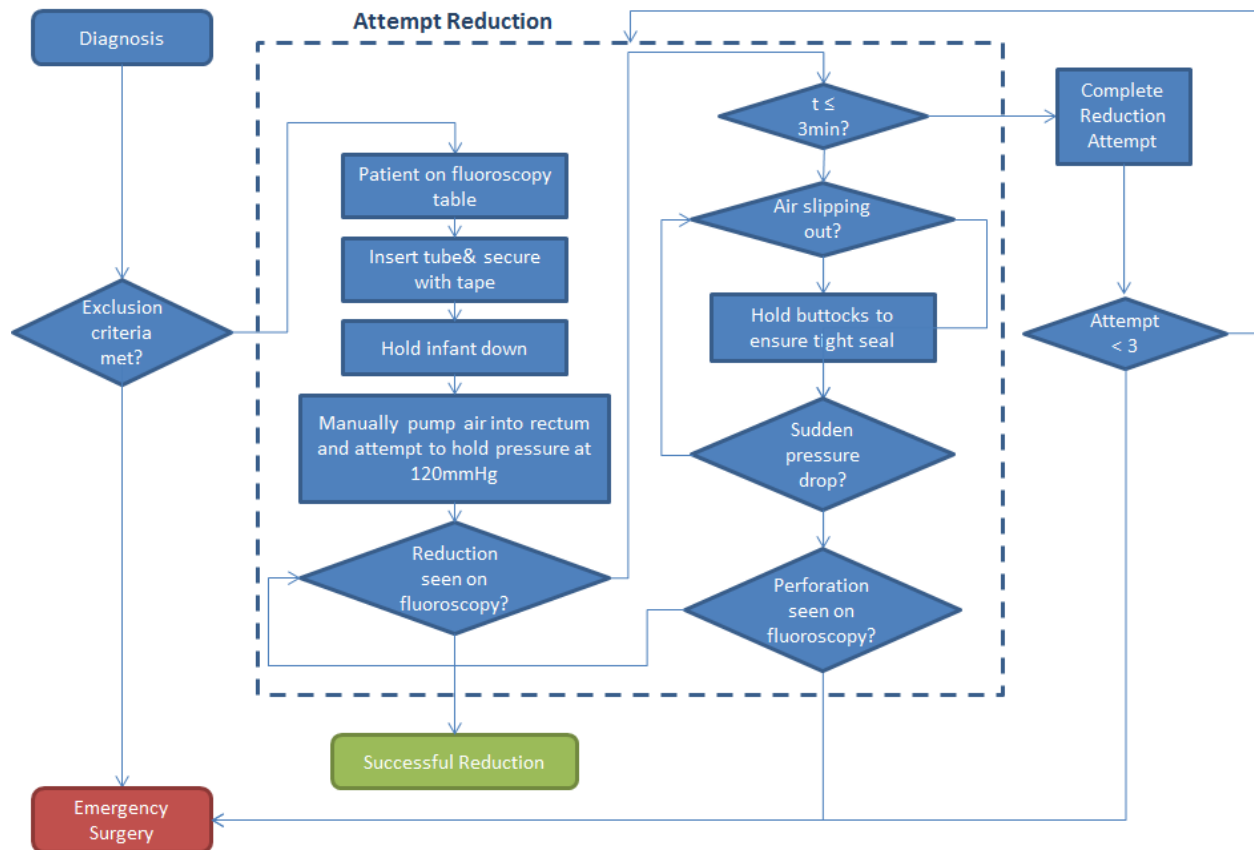 Attempt Reduction
Diagnosis
Exclusion
criteria
met?
Emergency
Surgery
Patient on fluoroscopy
table
Insert tube& secure
with tape
Hold infant down
Manually pump air into rectum
and attempt to hold pressure at
120mmHg
Reduction
seen on
fluoroscopy?
Successful Reduction
t ≤
3min?
Air slipping
out?
Hold buttocks to
ensure tight seal
Sudden
pressure
drop?
Perforation
seen on
fluoroscopy?
Complete
Reduction
Attempt
Attempt
< 3